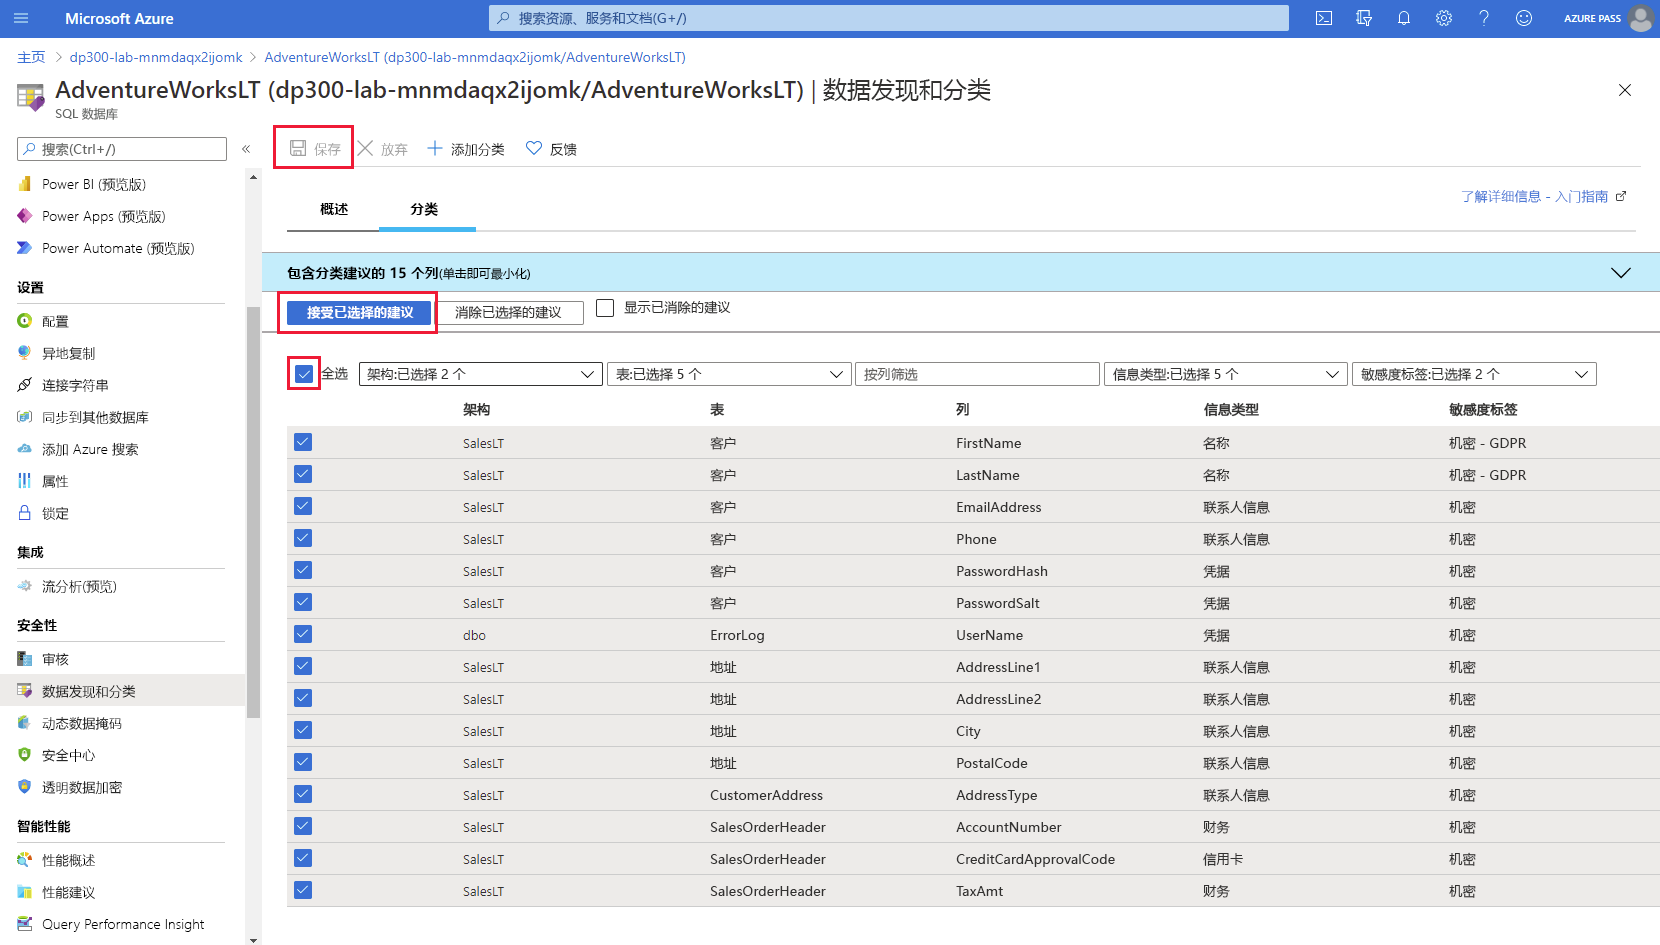 Microsoft Azure
搜索资源、服务和文档(G+/)
AZURE PASS
主页 > dp300-lab-mnmdaqx2ijomk > AdventureWorksLT (dp300-lab-mnmdaqx2ijomk/AdventureWorksLT)
AdventureWorksLT (dp300-lab-mnmdaqx2ijomk/AdventureWorksLT) | 数据发现和分类
SQL 数据库
搜索(Ctrl+/)
«
Power BI (预览版)
Power Apps (预览版)
Power Automate (预览版)
设置
配置
异地复制
连接字符串
同步到其他数据库
添加 Azure 搜索
属性
锁定
集成
流分析(预览)
安全性
审核
数据发现和分类
动态数据掩码
安全中心
透明数据加密
智能性能
性能概述
性能建议
Query Performance Insight
保存 放弃 添加分类 反馈
了解详细信息 - 入门指南
概述 分类
包含分类建议的 15 个列(单击即可最小化)
接受已选择的建议 消除已选择的建议 显示已消除的建议
全选 架构:已选择 2 个 表:已选择 5 个 按列筛选 信息类型:已选择 5 个 敏感度标签:已选择 2 个
架构 表 列 信息类型 敏感度标签
SalesLT 客户 FirstName 名称 机密 - GDPR
SalesLT 客户 LastName 名称 机密 - GDPR
SalesLT 客户 EmailAddress 联系人信息 机密
SalesLT 客户 Phone 联系人信息 机密
SalesLT 客户 PasswordHash 凭据 机密
SalesLT 客户 PasswordSalt 凭据 机密
dbo ErrorLog UserName 凭据 机密
SalesLT 地址 AddressLine1 联系人信息 机密
SalesLT 地址 AddressLine2 联系人信息 机密
SalesLT 地址 City 联系人信息 机密
SalesLT 地址 PostalCode 联系人信息 机密
SalesLT CustomerAddress AddressType 联系人信息 机密
SalesLT SalesOrderHeader AccountNumber 财务 机密
SalesLT SalesOrderHeader CreditCardApprovalCode 信用卡 机密
SalesLT SalesOrderHeader TaxAmt 财务 机密